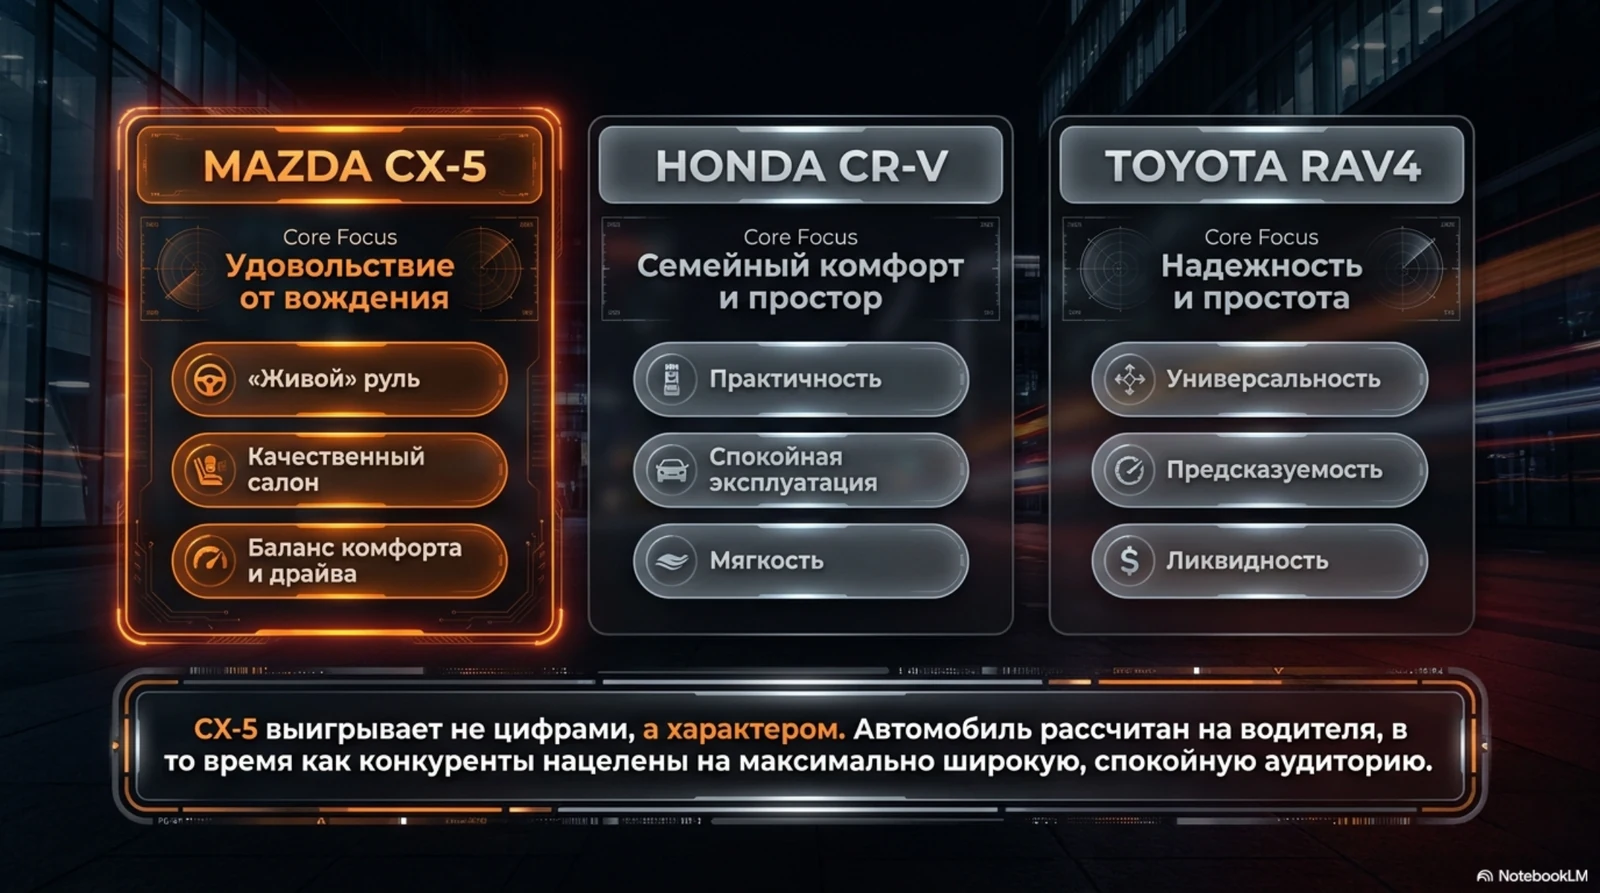 MAZDA CX-5
Core Focus
Удовольствие
от вождения
«Живой» руль
Качественный
салон
Баланс комфорта
и драйва
HONDA CR-V
Core Focus
Семейный комфорт
и простор
Практичность
Спокойная
эксплуатация
Мягкость
TOYOTA RAV4
Core Focus
Надежность
и простота
Универсальность
Предсказуемость
$
Ликвидность
CX-5 выигрывает не цифрами, а характером. Автомобиль рассчитан на водителя, в
то время как конкуренты нацелены на максимально широкую, спокойную аудиторию.
NotebookLM